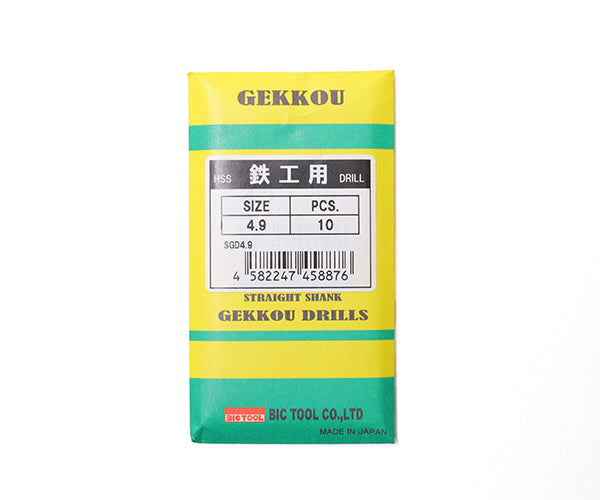 GEKKOU
HSS 鉄工用 DRILL
SIZE PCS.
4.9 10
SGD4.9
4 582247 458876
STRAIGHT SHANK
GEKKOU DRILLS
BIC TOOL BIC TOOL CO.,LTD
MADE IN JAPAN